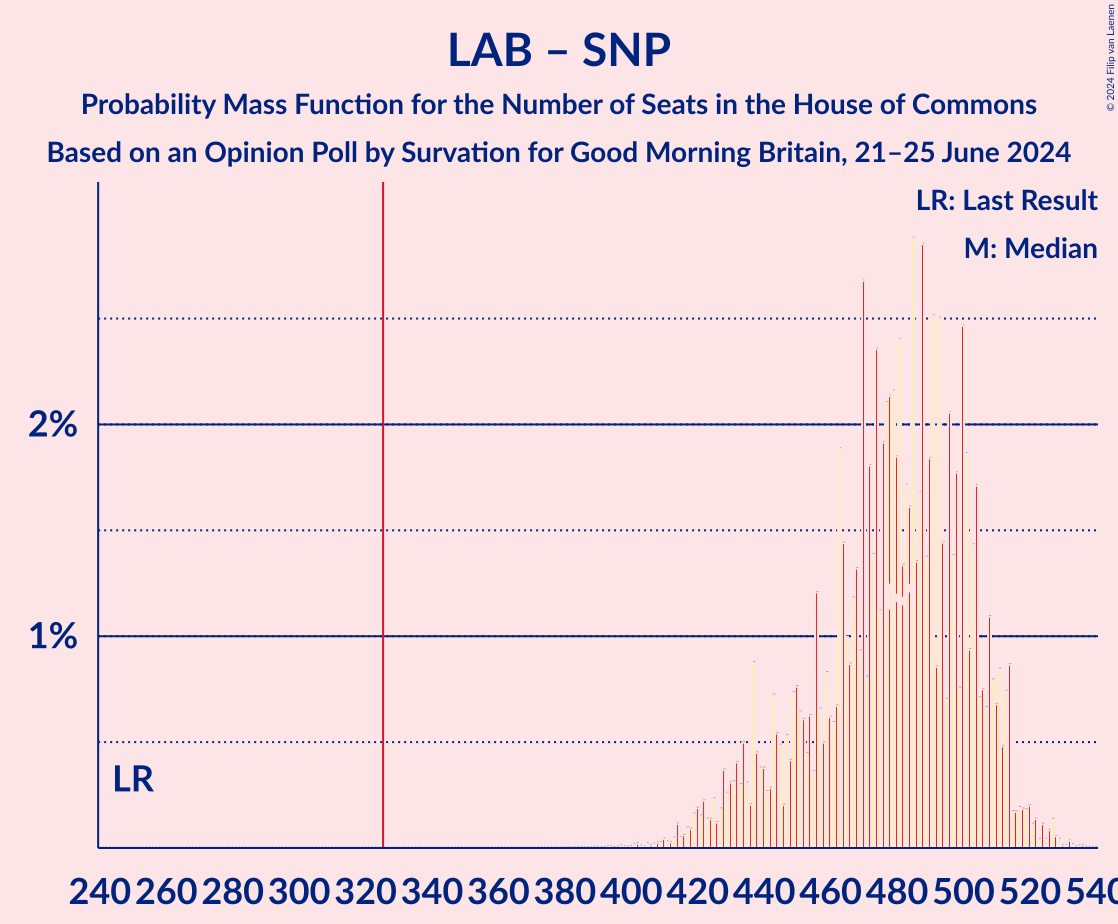 LAB – SNP
Probability Mass Function for the Number of Seats in the House of Commons
Based on an Opinion Poll by Survation for Good Morning Britain, 21–25 June 2024
© 2024 Filip van Laenen
LR: Last Result
M: Median
2%
1%
LR
240 260 280 300 320 340 360 380 400 420 440 460 480 500 520 540